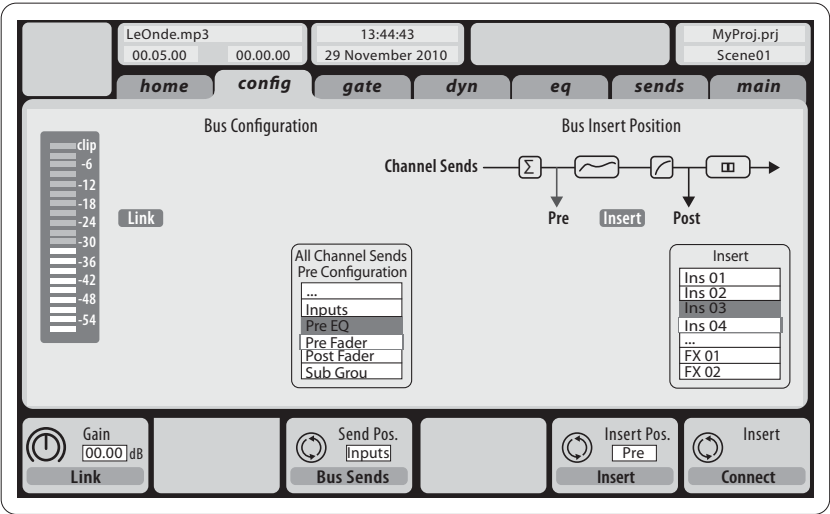 LeOnde.mp3
00.05.00 00.00.00
13:44:43
29 November 2010
MyProj.prj
Scene01
home config gate dyn eq sends main
Bus Configuration
Bus Insert Position
clip
-6
-12
-18
-24
-30
-36
-42
-48
-54
Link
Channel Sends
Σ
Pre Insert Post
All Channel Sends
Pre Configuration
...
Inputs
Pre EQ
Pre Fader
Post Fader
Sub Grou
Insert
Ins 01
Ins 02
Ins 03
Ins 04
...
FX 01
FX 02
Gain
00.00 dB
Link
Send Pos.
Inputs
Bus Sends
Insert Pos.
Pre
Insert
Insert
Connect